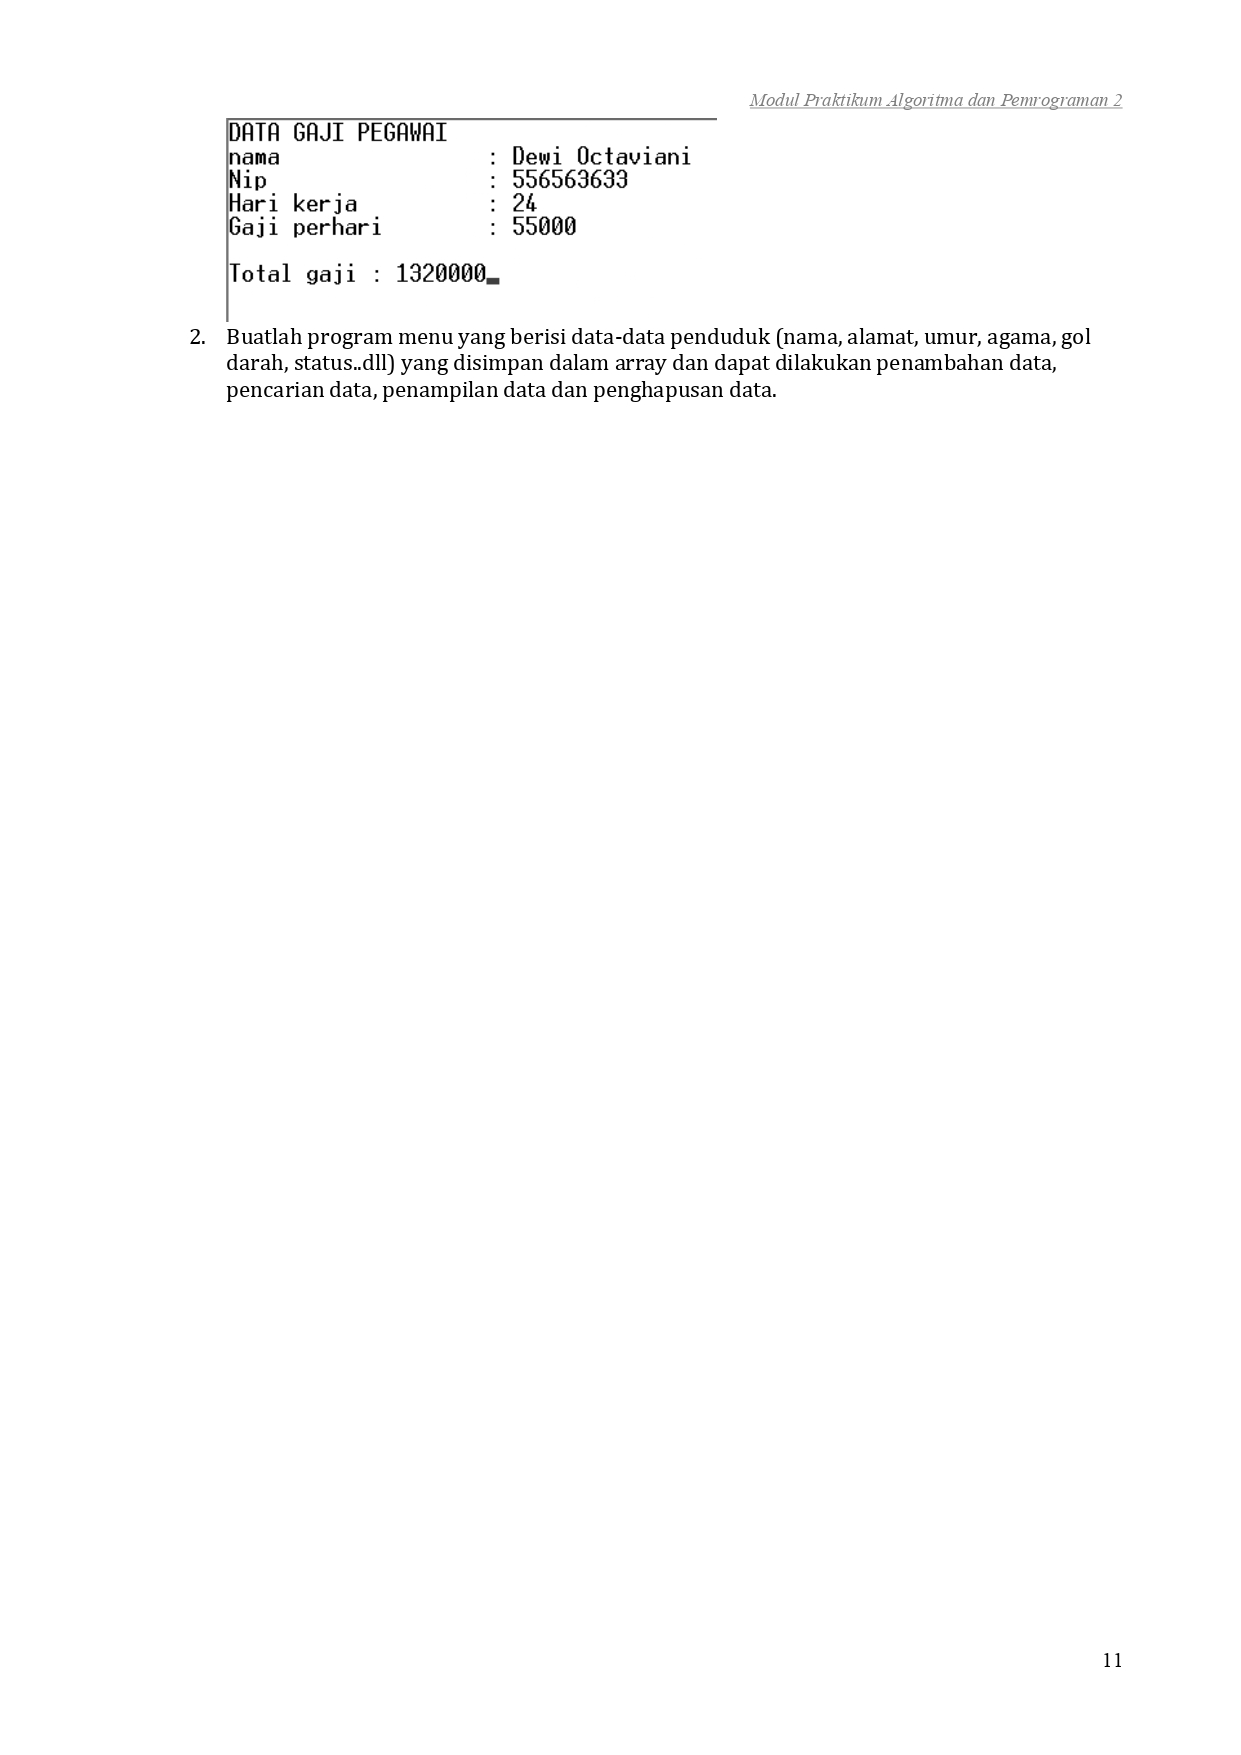 Modul Praktikum Algoritma dan Pemrograman 2
DATA GAJI PEGAWAI
nama : Dewi Octaviani
Nip : 556563633
Hari kerja : 24
Gaji perhari : 55000
Total gaji : 1320000_
2. Buatlah program menu yang berisi data-data penduduk (nama, alamat, umur, agama, gol
darah, status..dll) yang disimpan dalam array dan dapat dilakukan penambahan data,
pencarian data, penampilan data dan penghapusan data.
11